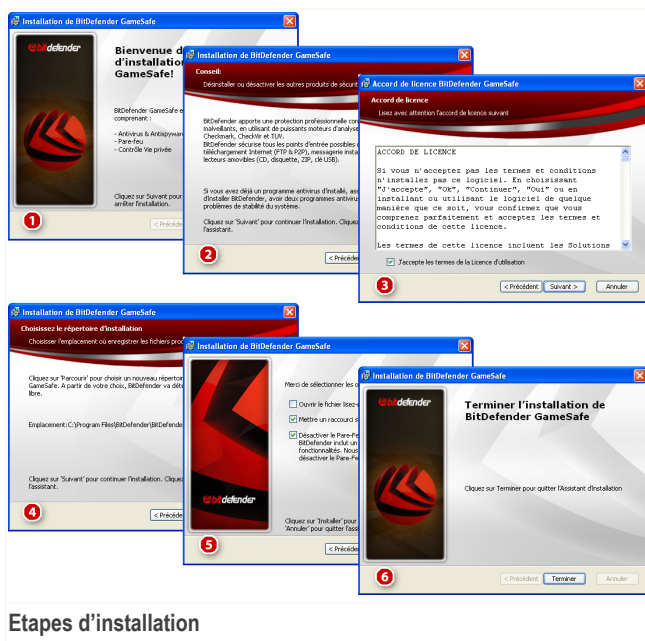 Installation de BitDefender GameSafe
bitdefender
Bienvenue d
d'installation
GameSafe!
BitDefender GameSafe e
comprenant :
- Antivirus & Antispyware
- Pare-feu
- Contrôle Vie privée
Cliquez sur Suivant pour
arrêter l'installation.
< Précéde
1
Installation de BitDefender GameSafe
Conseil:
Désinstaller ou désactiver les autres produits de sécurit
BitDefender apporte une protection professionnelle con
malveillants, en utilisant de puissants moteurs d'analyse
Checkmark, CheckVir et TUV.
BitDefender sécurise tous les points d'entrée possibles
téléchargement Internet (FTP & P2P), messagerie insta
lecteurs amovibles (CD, disquette, ZIP, clé USB).
Si vous avez déjà un programme antivirus d'installé, ass
d'installer BitDefender, avoir deux programmes antivirus
problèmes de stabilité du système.
Cliquez sur 'Suivant' pour continuer l'installation. Clique
l'assistant.
< Précéden
2
Accord de licence BitDefender GameSafe
Accord de licence
Lisez avec attention l'accord de licence suivant
ACCORD DE LICENCE
Si vous n'acceptez pas les termes et conditions
n'installez pas ce logiciel. En choisissant
"J'accepte", "Ok", "Continuer", "Oui" ou en
installant ou utilisant le logiciel de quelque
manière que ce soit, vous confirmez que vous
comprenez parfaitement et acceptez les termes et
conditions de cette licence.
Les termes de cette licence incluent les Solutions
J'accepte les termes de la Licence d'utilisation
3
< Précédent
Suivant >
Annuler
Installation de BitDefender GameSafe
Choisissez le répertoire d'installation
Choisisser l'emplacement où enregistrer les fichiers prod
Cliquez sur 'Parcourir' pour choisir un nouveau répertoir
GameSafe. A partir de votre choix, BitDefender va déte
libre.
Emplacement:C:\Program Files\BitDefender\BitDefende
Cliquez sur 'Suivant' pour continuer l'installation. Clique
l'assistant.
< Précéde
4
Installation de BitDefender GameSafe
Merci de sélectionner les o
Ouvrir le fichier lisez-
Mettre un raccourci s
Désactiver le Pare-Fe
BitDefender inclut un
fonctionnalités. Nous
désactiver le Pare-Fe
bitdefender
Cliquez sur 'Installer' pour
'Annuler' pour quitter l'assi
< Précéde
5
Installation de BitDefender GameSafe
bitdefender
Terminer l'installation de
BitDefender GameSafe
Cliquez sur Terminer pour quitter l'Assistant d'Installation
6
< Précédent
Terminer
Annuler
Etapes d'installation